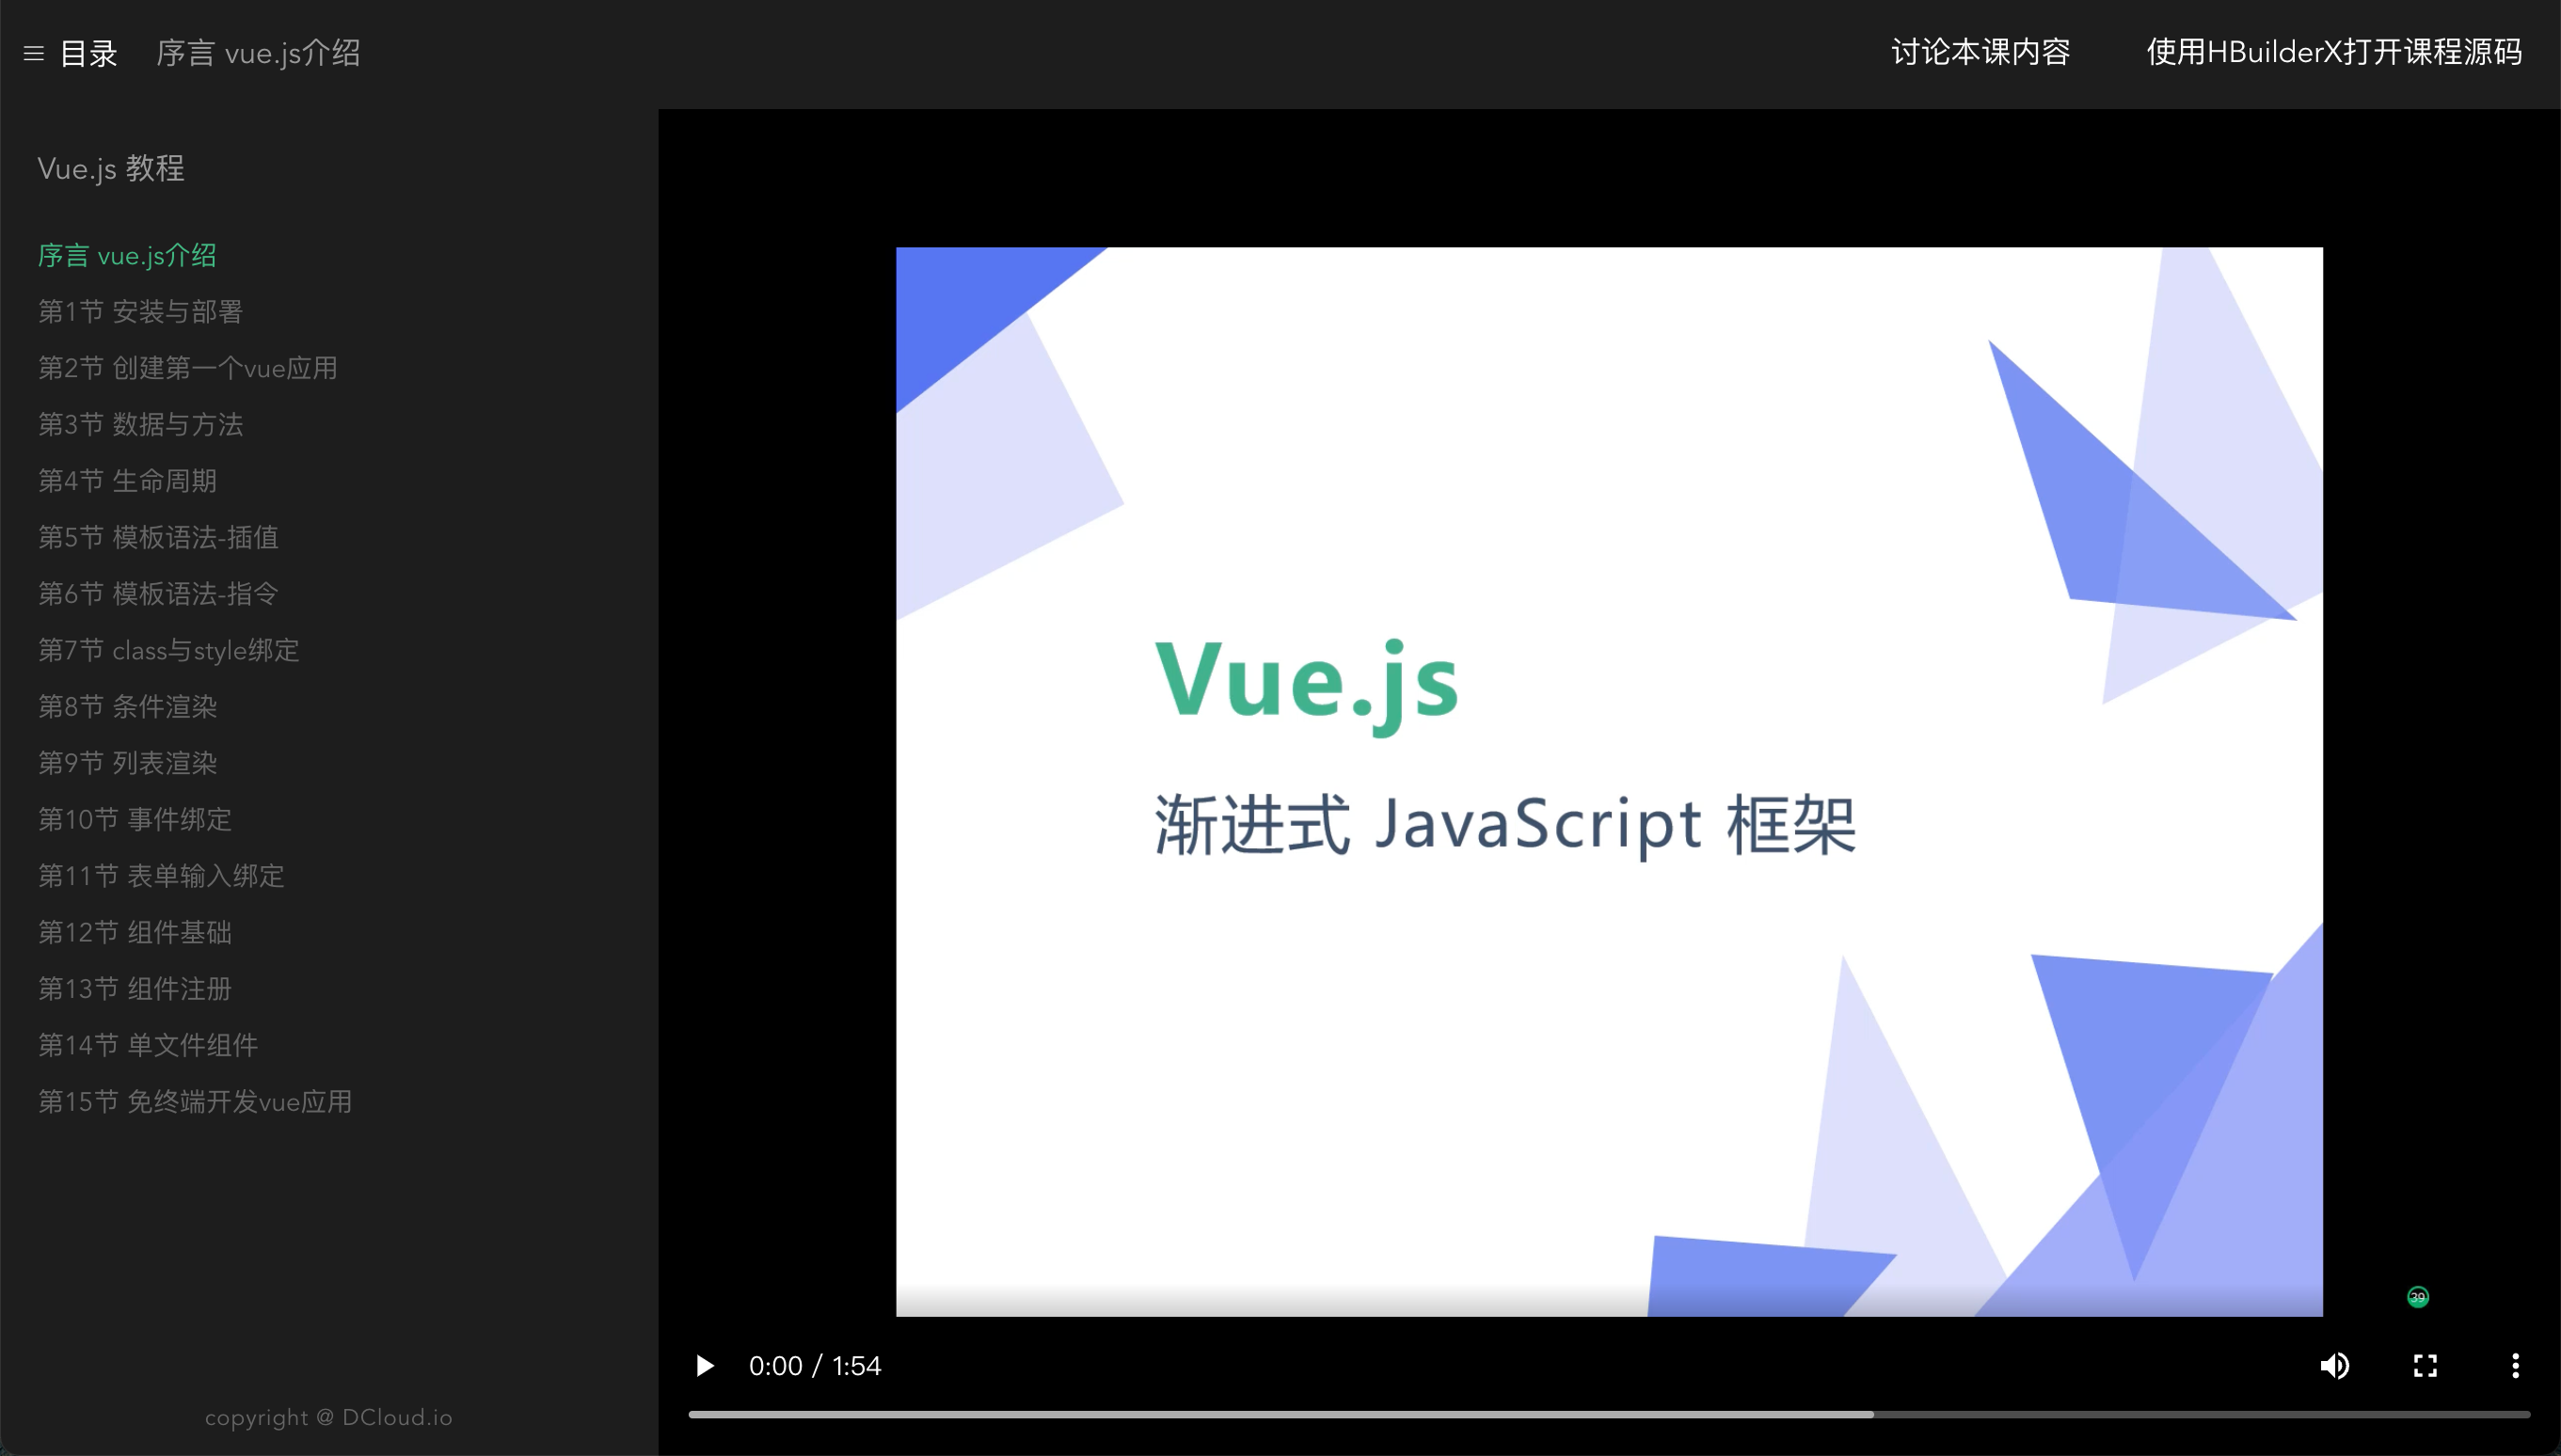 目录 序言 vue.js介绍 讨论本课内容 使用HBuilderX打开课程源码
Vue.js 教程
序言 vue.js介绍
第1节 安装与部署
第2节 创建第一个vue应用
第3节 数据与方法
第4节 生命周期
第5节 模板语法-插值
第6节 模板语法-指令
第7节 class与style绑定
第8节 条件渲染
第9节 列表渲染
第10节 事件绑定
第11节 表单输入绑定
第12节 组件基础
第13节 组件注册
第14节 单文件组件
第15节 免终端开发vue应用
copyright @ DCloud.io
Vue.js
渐进式 JavaScript 框架
39
0:00 / 1:54